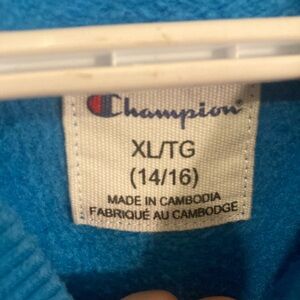 Champion
XL/TG
(14/16)
MADE IN CAMBODIA
FABRIQUÉ AU CAMBODGE